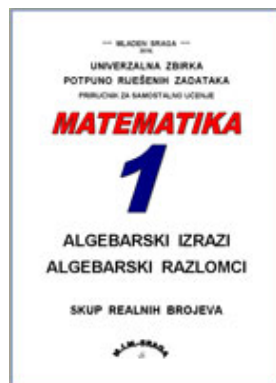 --- MLADEN SRAGA ---
UNIVERZALNA ZBIRKA
POTPUNO RIJEŠENIH ZADATAKA
PRIRUČNIK ZA SAMOSTALNO UČENJE
MATEMATIKA
1
ALGEBARSKI IZRAZI
ALGEBARSKI RAZLOMCI
SKUP REALNIH BROJEVA
M.I.M.-SRAGA